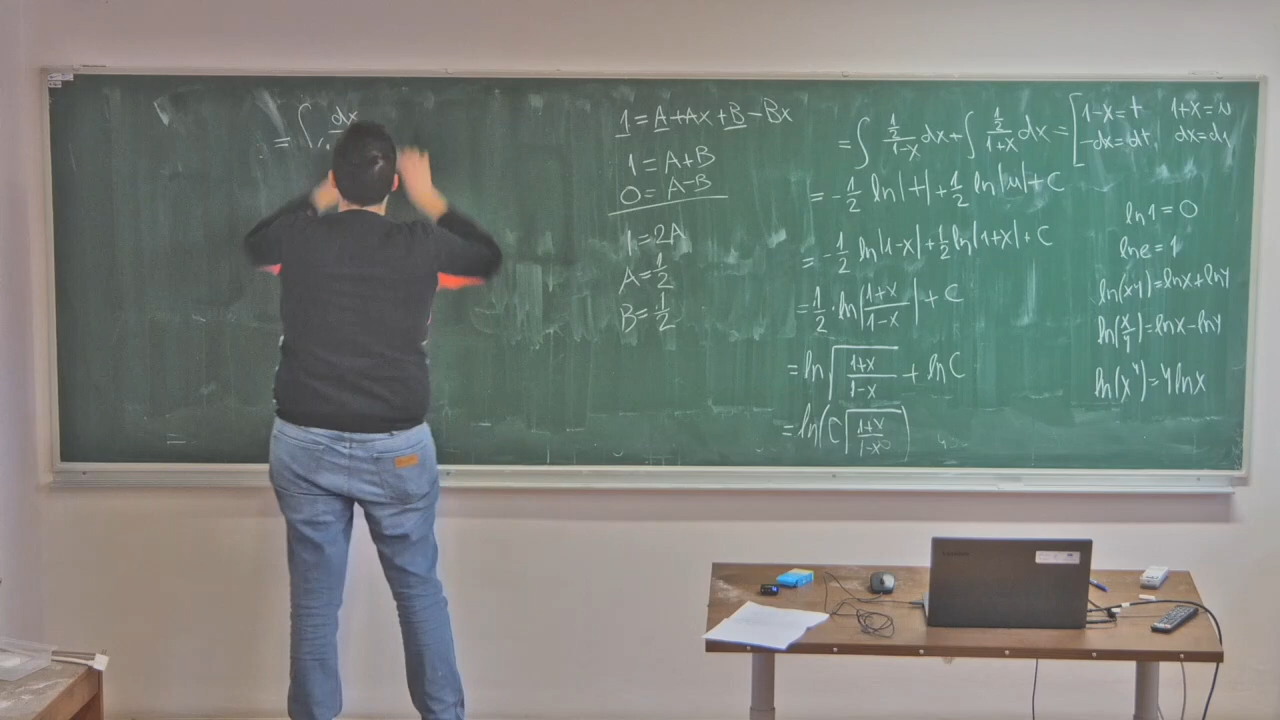 = ∫ dx
1 = A + Ax + B - Bx
1 = A + B
0 = A - B
1 = 2A
A = 1/2
B = 1/2
= ∫ (1/2)/(1-x) dx + ∫ (1/2)/(1+x) dx = [ 1-x = t 1+x = u
-dx = dt, dx = du
= -1/2 ln|t| + 1/2 ln|u| + C
= -1/2 ln|1-x| + 1/2 ln|1+x| + C
= 1/2 · ln|(1+x)/(1-x)| + C
= ln √((1+x)/(1-x)) + ln C
= ln(C √((1+x)/(1-x)))
ln 1 = 0
ln e = 1
ln(xy) = ln x + ln y
ln(x/y) = ln x - ln y
ln(x^y) = y ln x
=
Lenovo